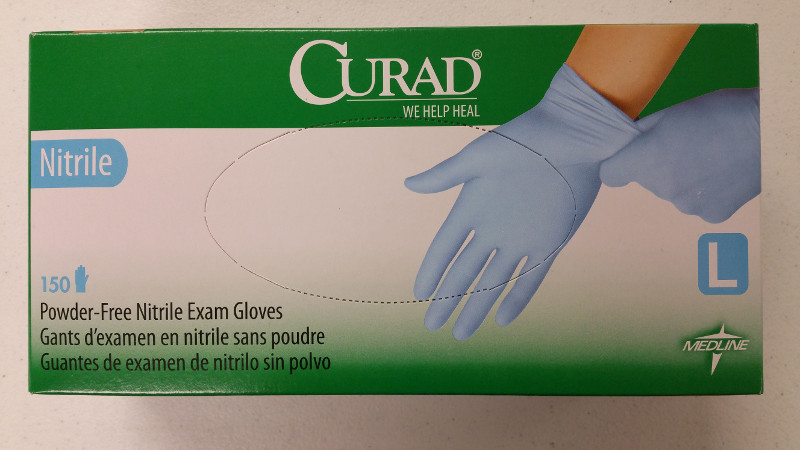 CURAD®
WE HELP HEAL
Nitrile
150
L
Powder-Free Nitrile Exam Gloves
Gants d'examen en nitrile sans poudre
Guantes de examen de nitrilo sin polvo
MEDLINE